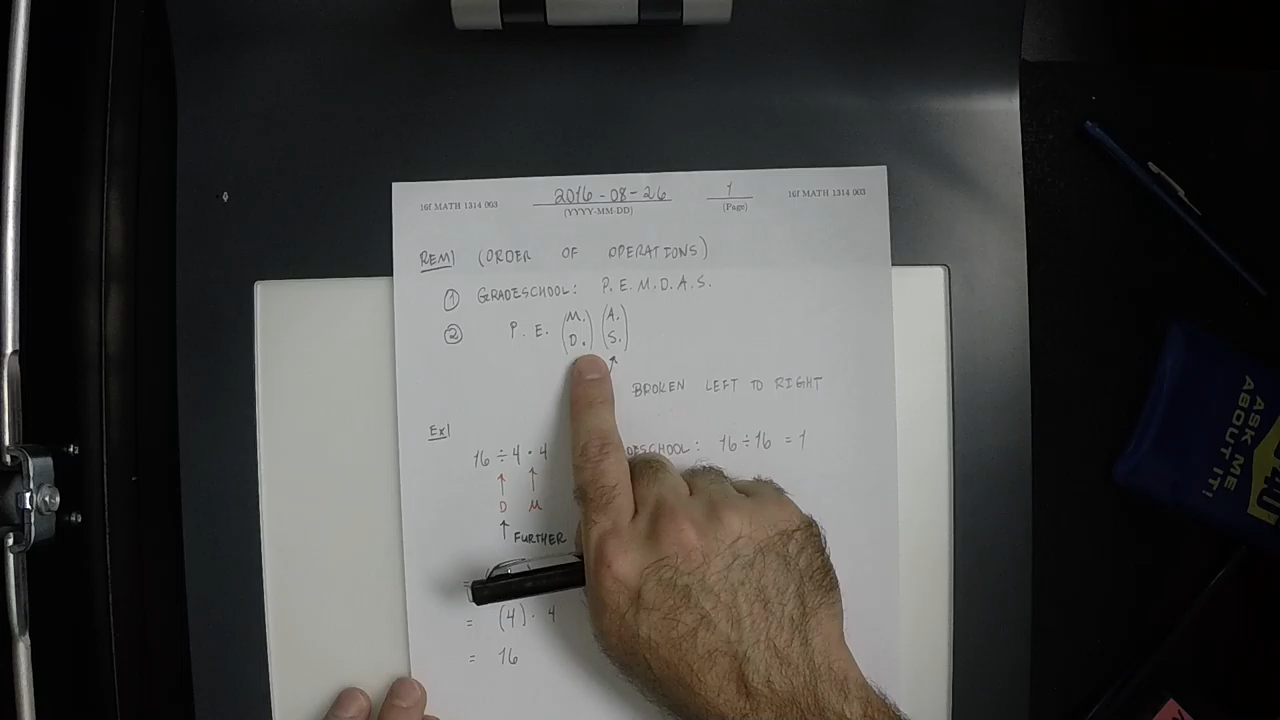 16f MATH 1314 003 2016-08-26 1 16f MATH 1314 003
(YYYY-MM-DD) (Page)
REM) (ORDER OF OPERATIONS)
① GRADESCHOOL: P. E. M. D. A. S.
② P. E. (M. D.) (A. S.)
BROKEN LEFT TO RIGHT
Ex)
16 ÷ 4 · 4 16 ÷ 16 = 1
↑ ↑
D M
↑ FURTHER
=
= (4) · 4
= 16
ASK ME
ABOUT IT!